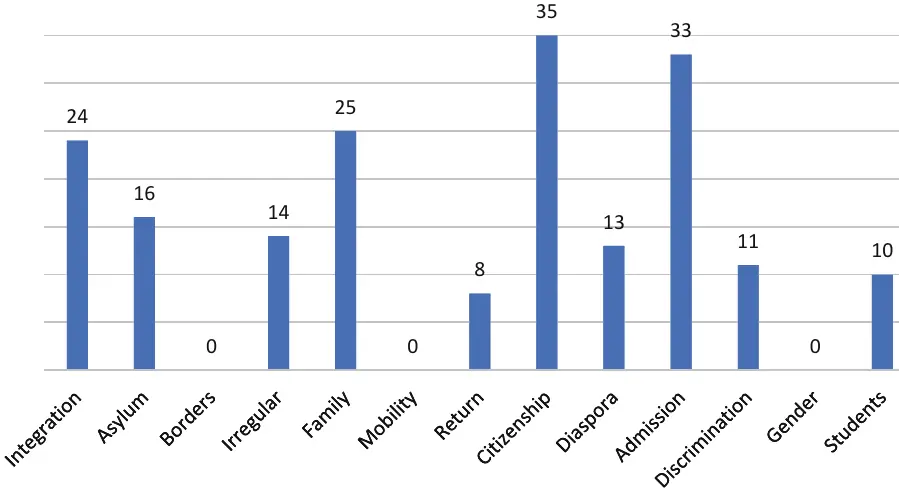 35
33
24
25
16
14
13
11
10
8
0
0
0
Integration
Asylum
Borders
Irregular
Family
Mobility
Return
Citizenship
Diaspora
Admission
Discrimination
Gender
Students